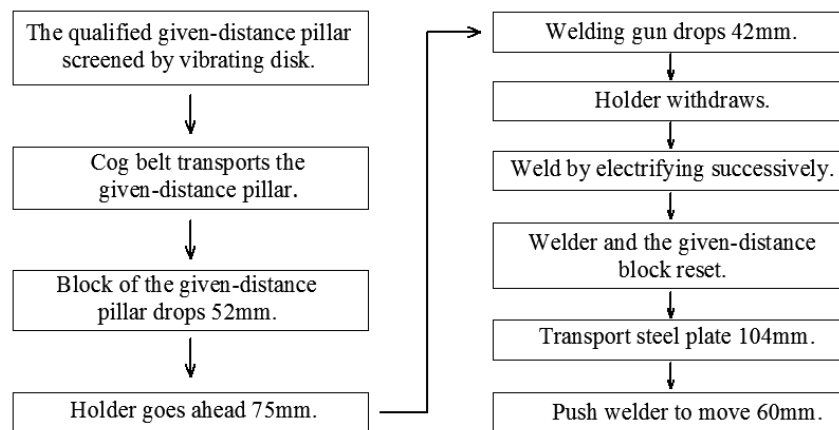 The qualified given-distance pillar
screened by vibrating disk.
Cog belt transports the
given-distance pillar.
Block of the given-distance
pillar drops 52mm.
Holder goes ahead 75mm.
Welding gun drops 42mm.
Holder withdraws.
Weld by electrifying successively.
Welder and the given-distance
block reset.
Transport steel plate 104mm.
Push welder to move 60mm.